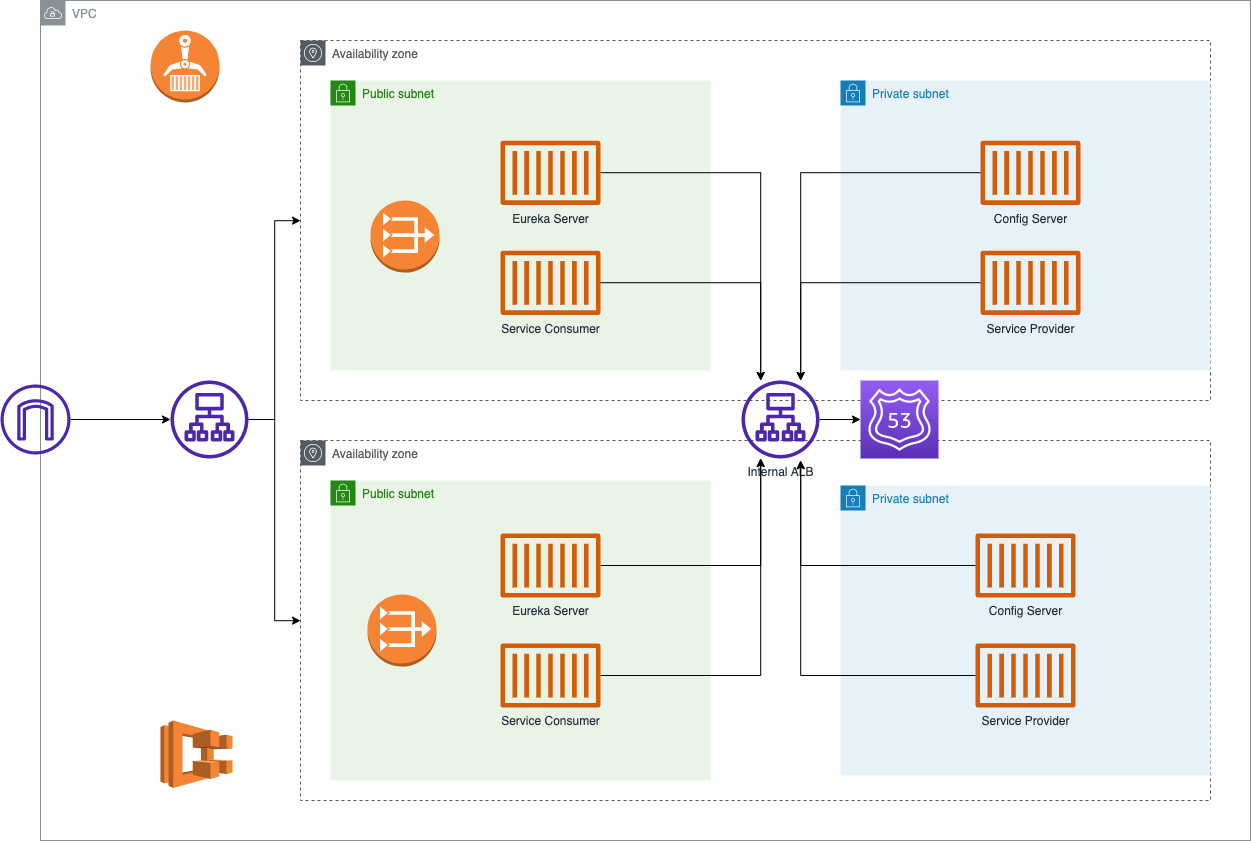 VPC
Availability zone
Public subnet
Private subnet
Eureka Server
Config Server
Service Consumer
Service Provider
53
Availability zone
Internal ALB
Public subnet
Private subnet
Eureka Server
Config Server
Service Consumer
Service Provider